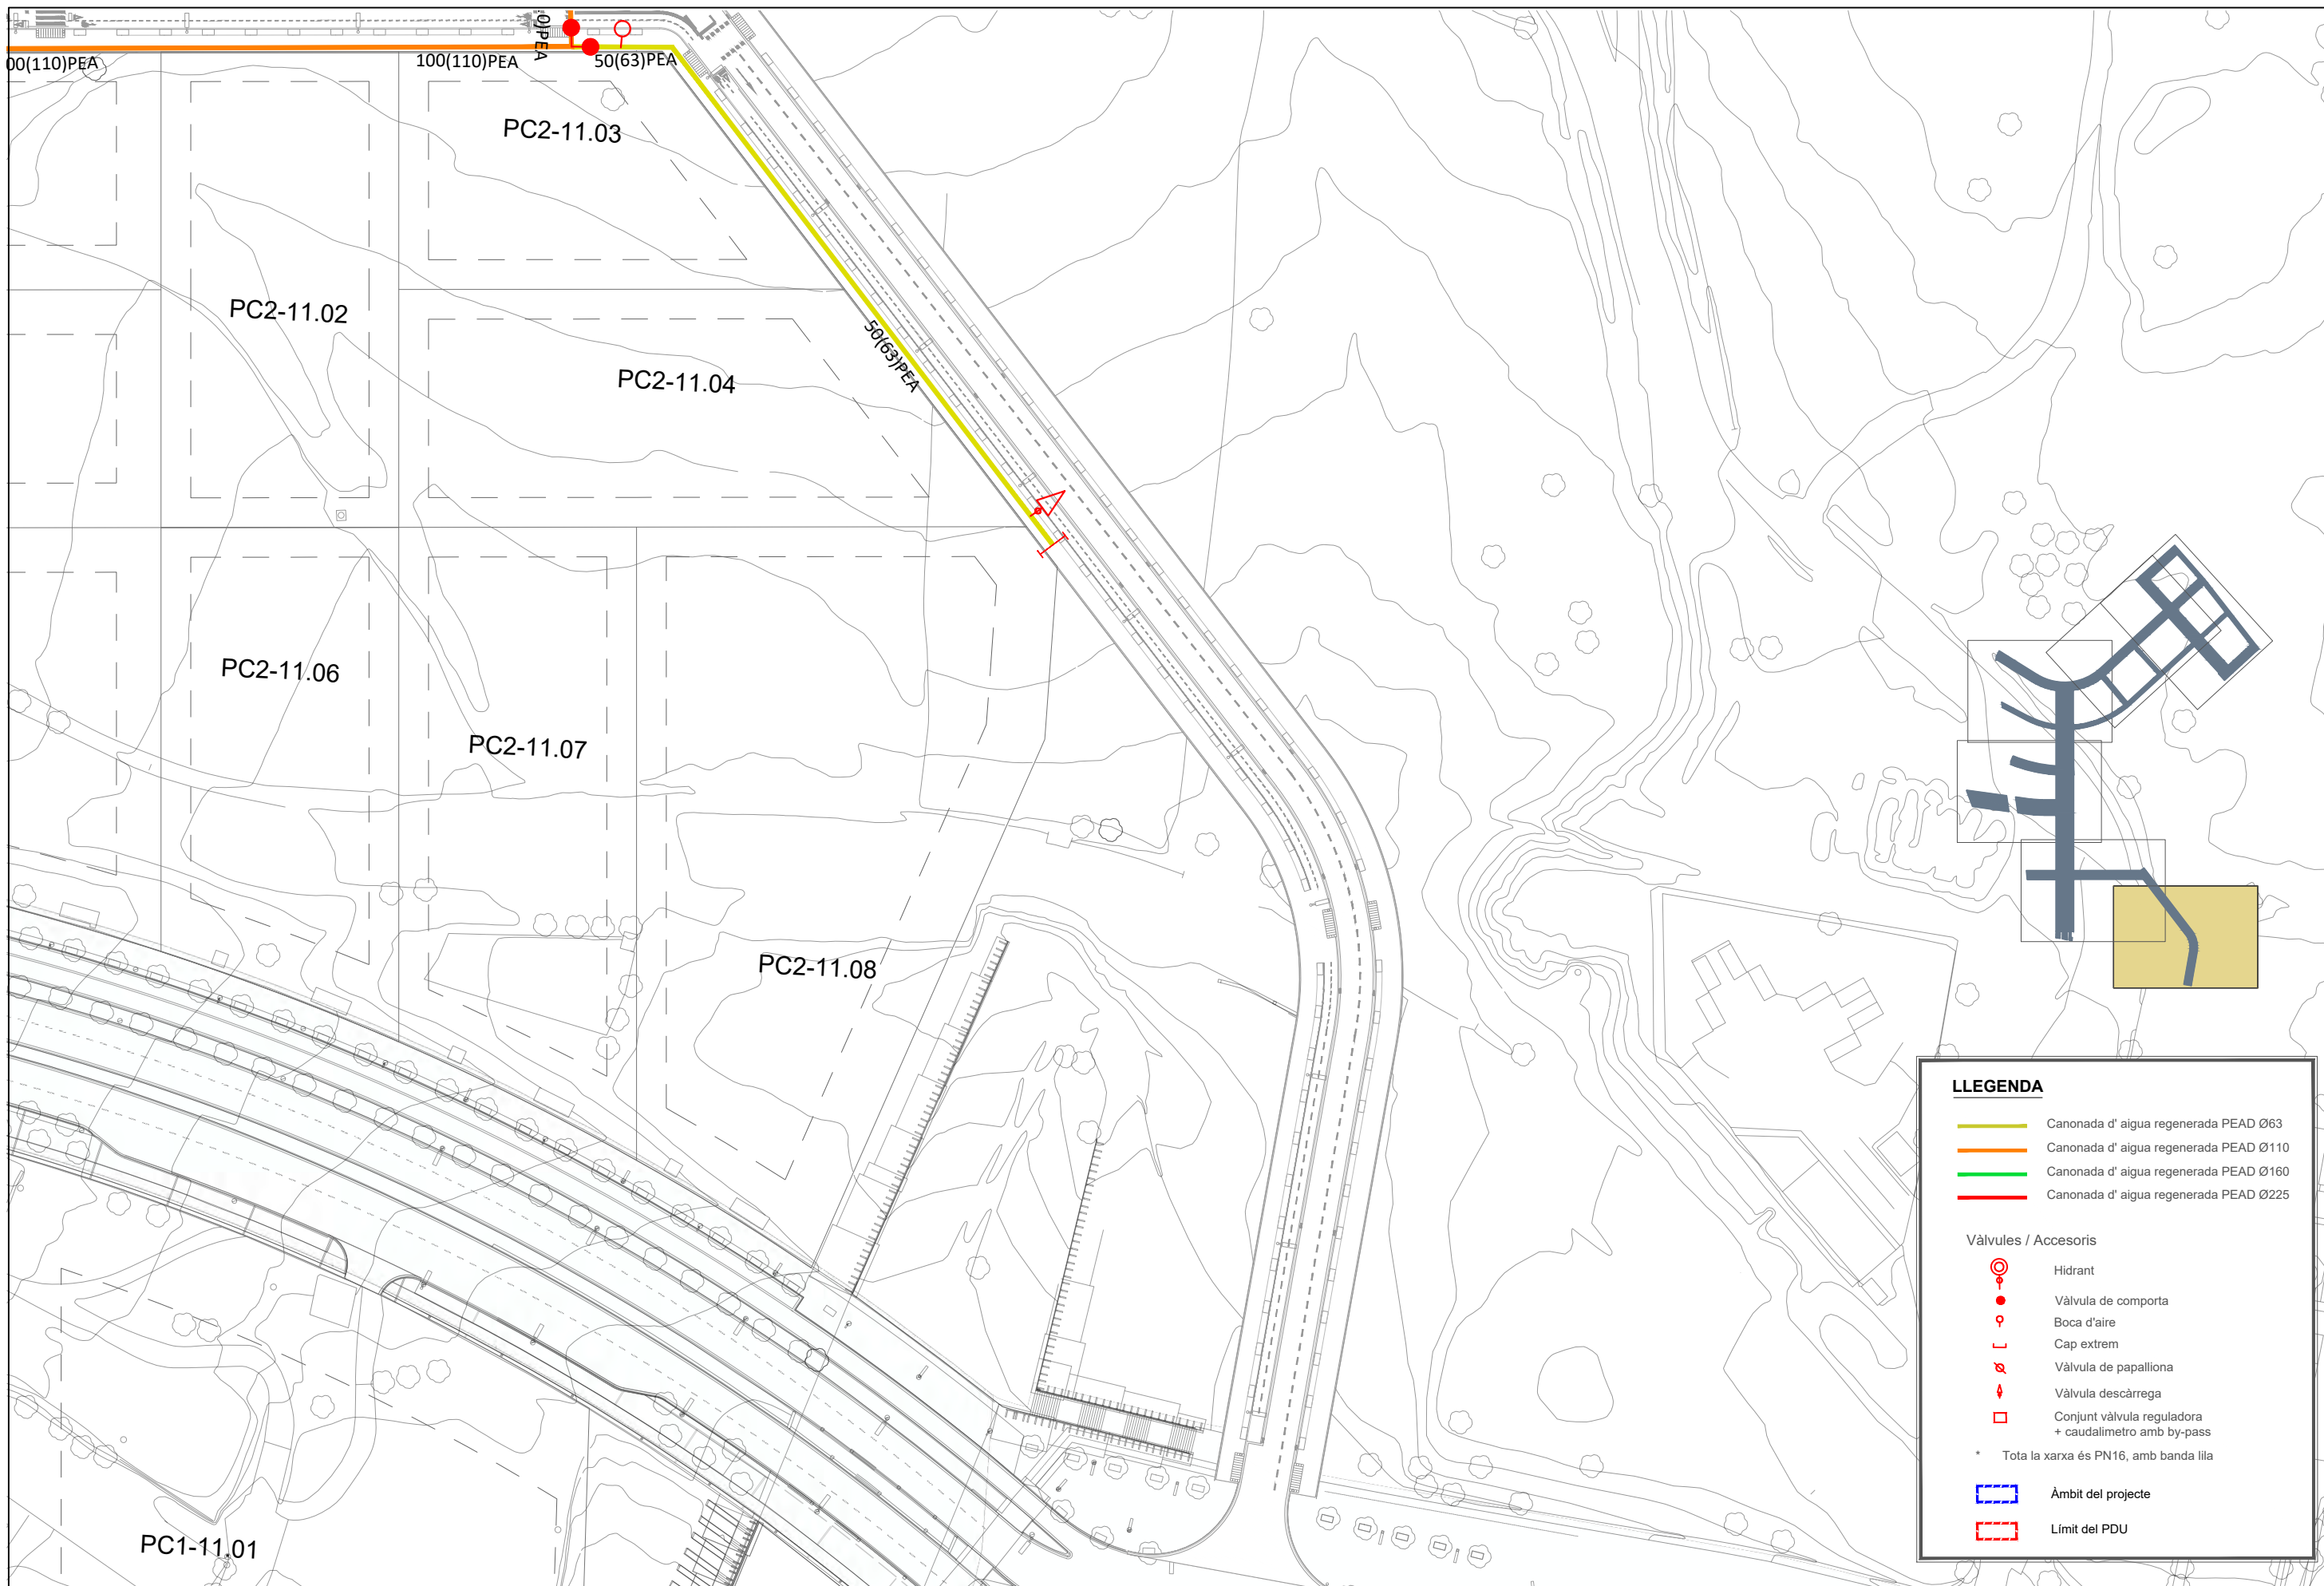 0)PEA
00(110)PEA
100(110)PEA
50(63)PEA
PC2-11.03
PC2-11.02
50(63)PEA
PC2-11.04
PC2-11.06
PC2-11.07
PC2-11.08
PC1-11.01
LLEGENDA
Canonada d' aigua regenerada PEAD Ø63
Canonada d' aigua regenerada PEAD Ø110
Canonada d' aigua regenerada PEAD Ø160
Canonada d' aigua regenerada PEAD Ø225
Vàlvules / Accesoris
Hidrant
Vàlvula de comporta
Boca d'aire
Cap extrem
Vàlvula de papalliona
Vàlvula descàrrega
Conjunt vàlvula reguladora
+ caudalimetro amb by-pass
* Tota la xarxa és PN16, amb banda lila
Àmbit del projecte
Límit del PDU